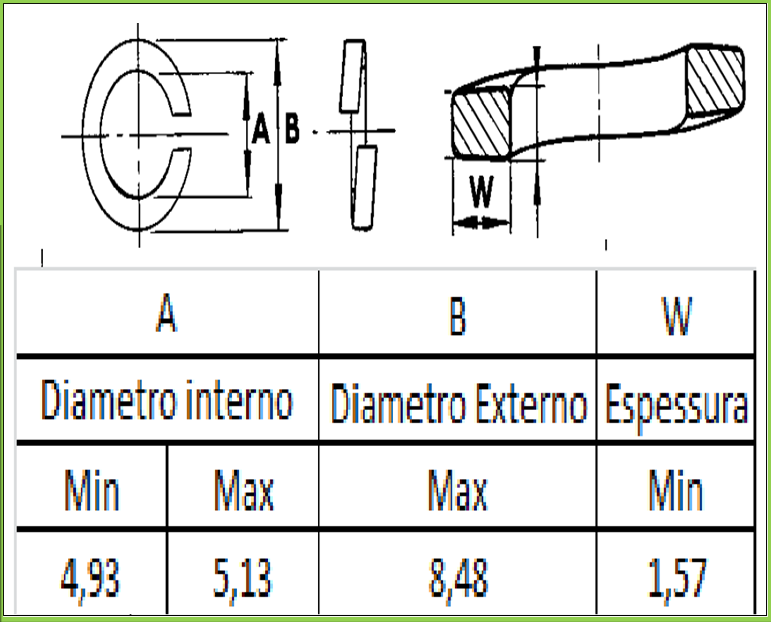 A B
W
A B W
Diametro interno Diametro Externo Espessura
Min Max Max Min
4,93 5,13 8,48 1,57